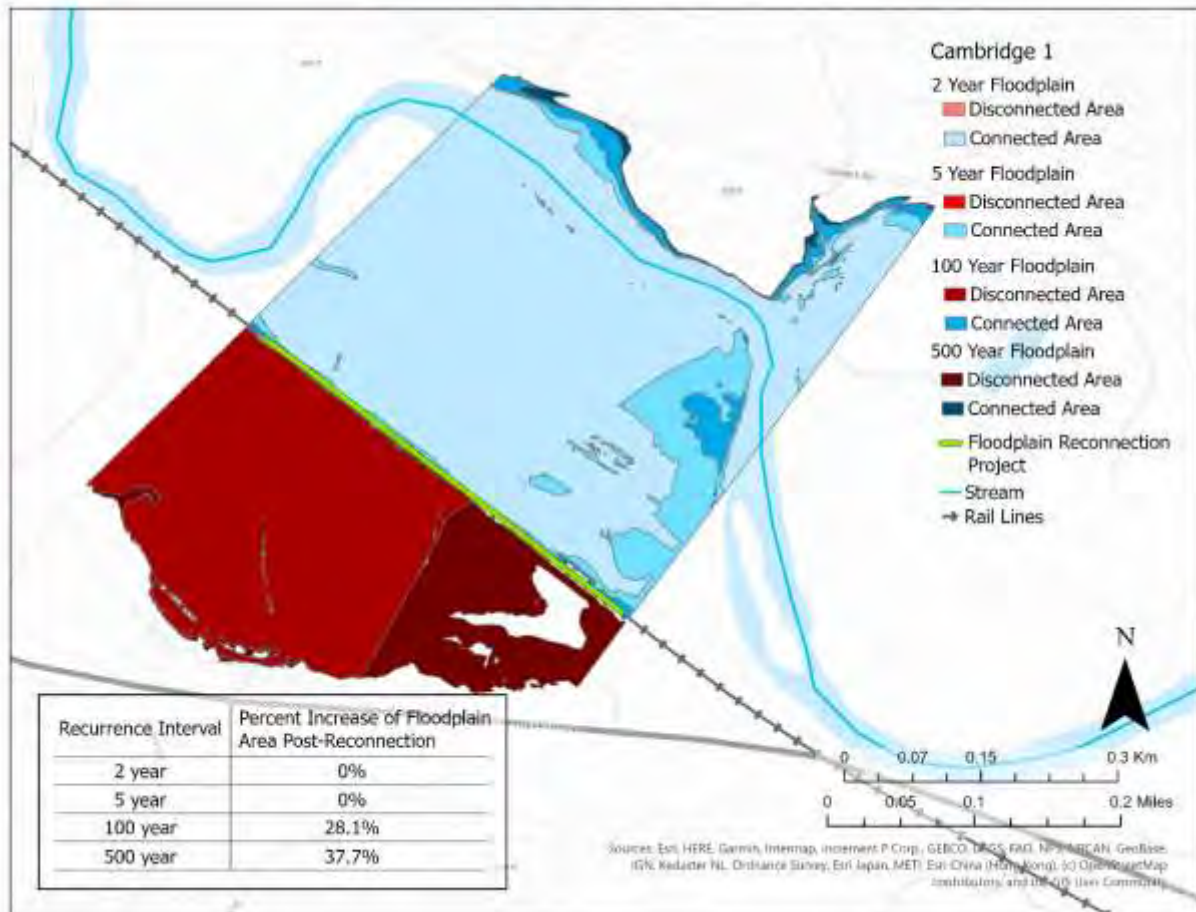 Cambridge 1
2 Year Floodplain
Disconnected Area
Connected Area
5 Year Floodplain
Disconnected Area
Connected Area
100 Year Floodplain
Disconnected Area
Connected Area
500 Year Floodplain
Disconnected Area
Connected Area
Floodplain Reconnection
Project
Stream
Rail Lines
N
0 0.07 0.15 0.3 Km
0 0.05 0.1 0.2 Miles
Recurrence Interval Percent Increase of Floodplain
Area Post-Reconnection
2 year 0%
5 year 0%
100 year 28.1%
500 year 37.7%
Sources: Esri, HERE, Garmin, Intermap, increment P Corp., GEBCO, USGS, FAO, NPS, NRCAN, GeoBase,
IGN, Kadaster NL, Ordnance Survey, Esri Japan, METI, Esri China (Hong Kong), (c) OpenStreetMap
contributors, and the GIS User Community